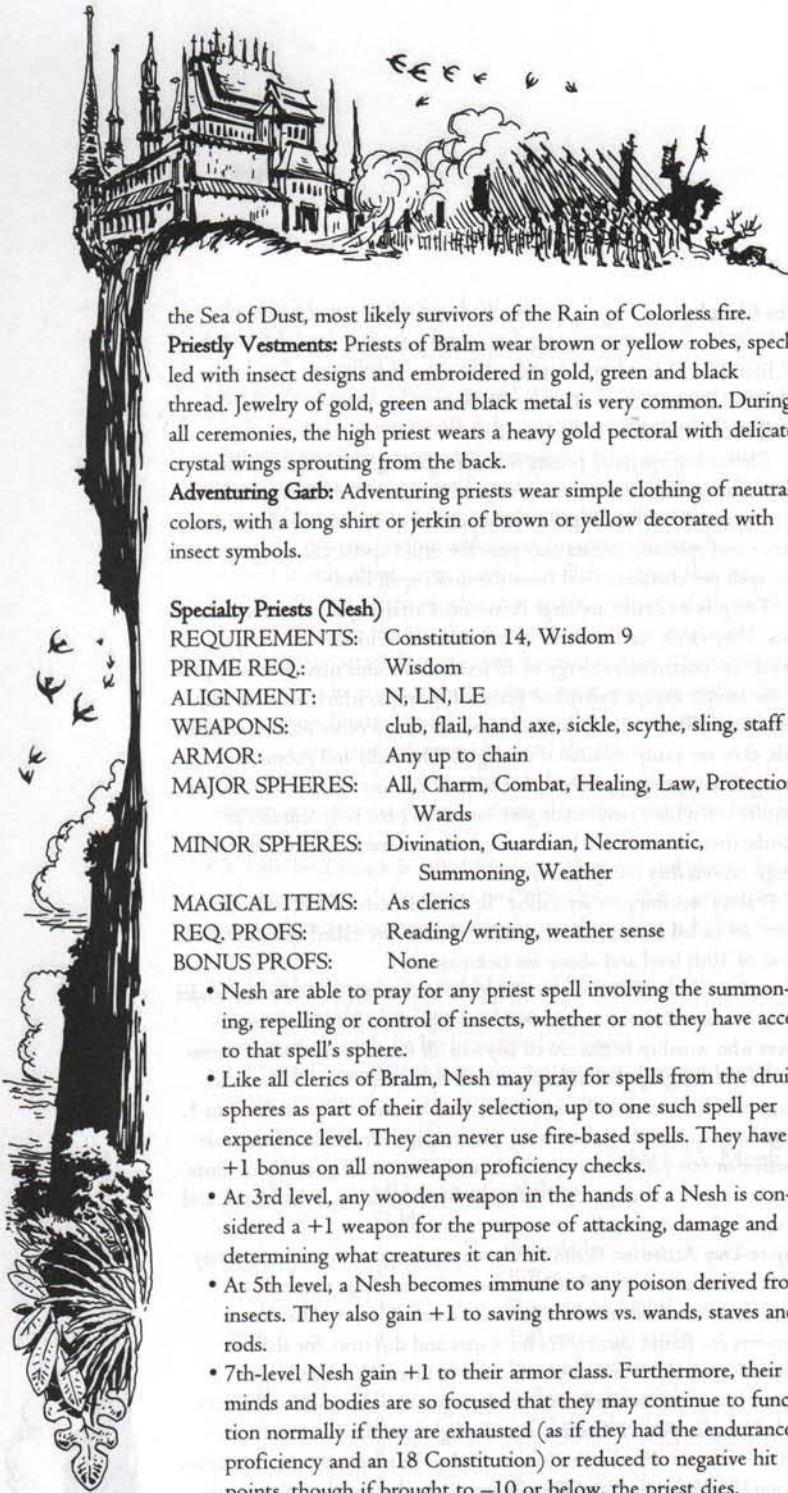 the Sea of Dust, most likely survivors of the Rain of Colorless fire.
Priestly Vestments: Priests of Bralm wear brown or yellow robes, speck
led with insect designs and embroidered in gold, green and black
thread. Jewelry of gold, green and black metal is very common. During
all ceremonies, the high priest wears a heavy gold pectoral with delicat
crystal wings sprouting from the back.
Adventuring Garb: Adventuring priests wear simple clothing of neutral
colors, with a long shirt or jerkin of brown or yellow decorated with
insect symbols.
Specialty Priests (Nesh)
REQUIREMENTS: Constitution 14, Wisdom 9
PRIME REQ.: Wisdom
ALIGNMENT: N, LN, LE
WEAPONS: club, flail, hand axe, sickle, scythe, sling, staff
ARMOR: Any up to chain
MAJOR SPHERES: All, Charm, Combat, Healing, Law, Protection
Wards
MINOR SPHERES: Divination, Guardian, Necromantic,
Summoning, Weather
MAGICAL ITEMS: As clerics
REQ. PROFS: Reading/writing, weather sense
BONUS PROFS: None
• Nesh are able to pray for any priest spell involving the summon-
ing, repelling or control of insects, whether or not they have acce
to that spell's sphere.
• Like all clerics of Bralm, Nesh may pray for spells from the drui
spheres as part of their daily selection, up to one such spell per
experience level. They can never use fire-based spells. They have
+1 bonus on all nonweapon proficiency checks.
• At 3rd level, any wooden weapon in the hands of a Nesh is con-
sidered a +1 weapon for the purpose of attacking, damage and
determining what creatures it can hit.
• At 5th level, a Nesh becomes immune to any poison derived fro
insects. They also gain +1 to saving throws vs. wands, staves and
rods.
• 7th-level Nesh gain +1 to their armor class. Furthermore, their
minds and bodies are so focused that they may continue to func
tion normally if they are exhausted (as if they had the endurance
proficiency and an 18 Constitution) or reduced to negative hit
points, though if brought to –10 or below, the priest dies.